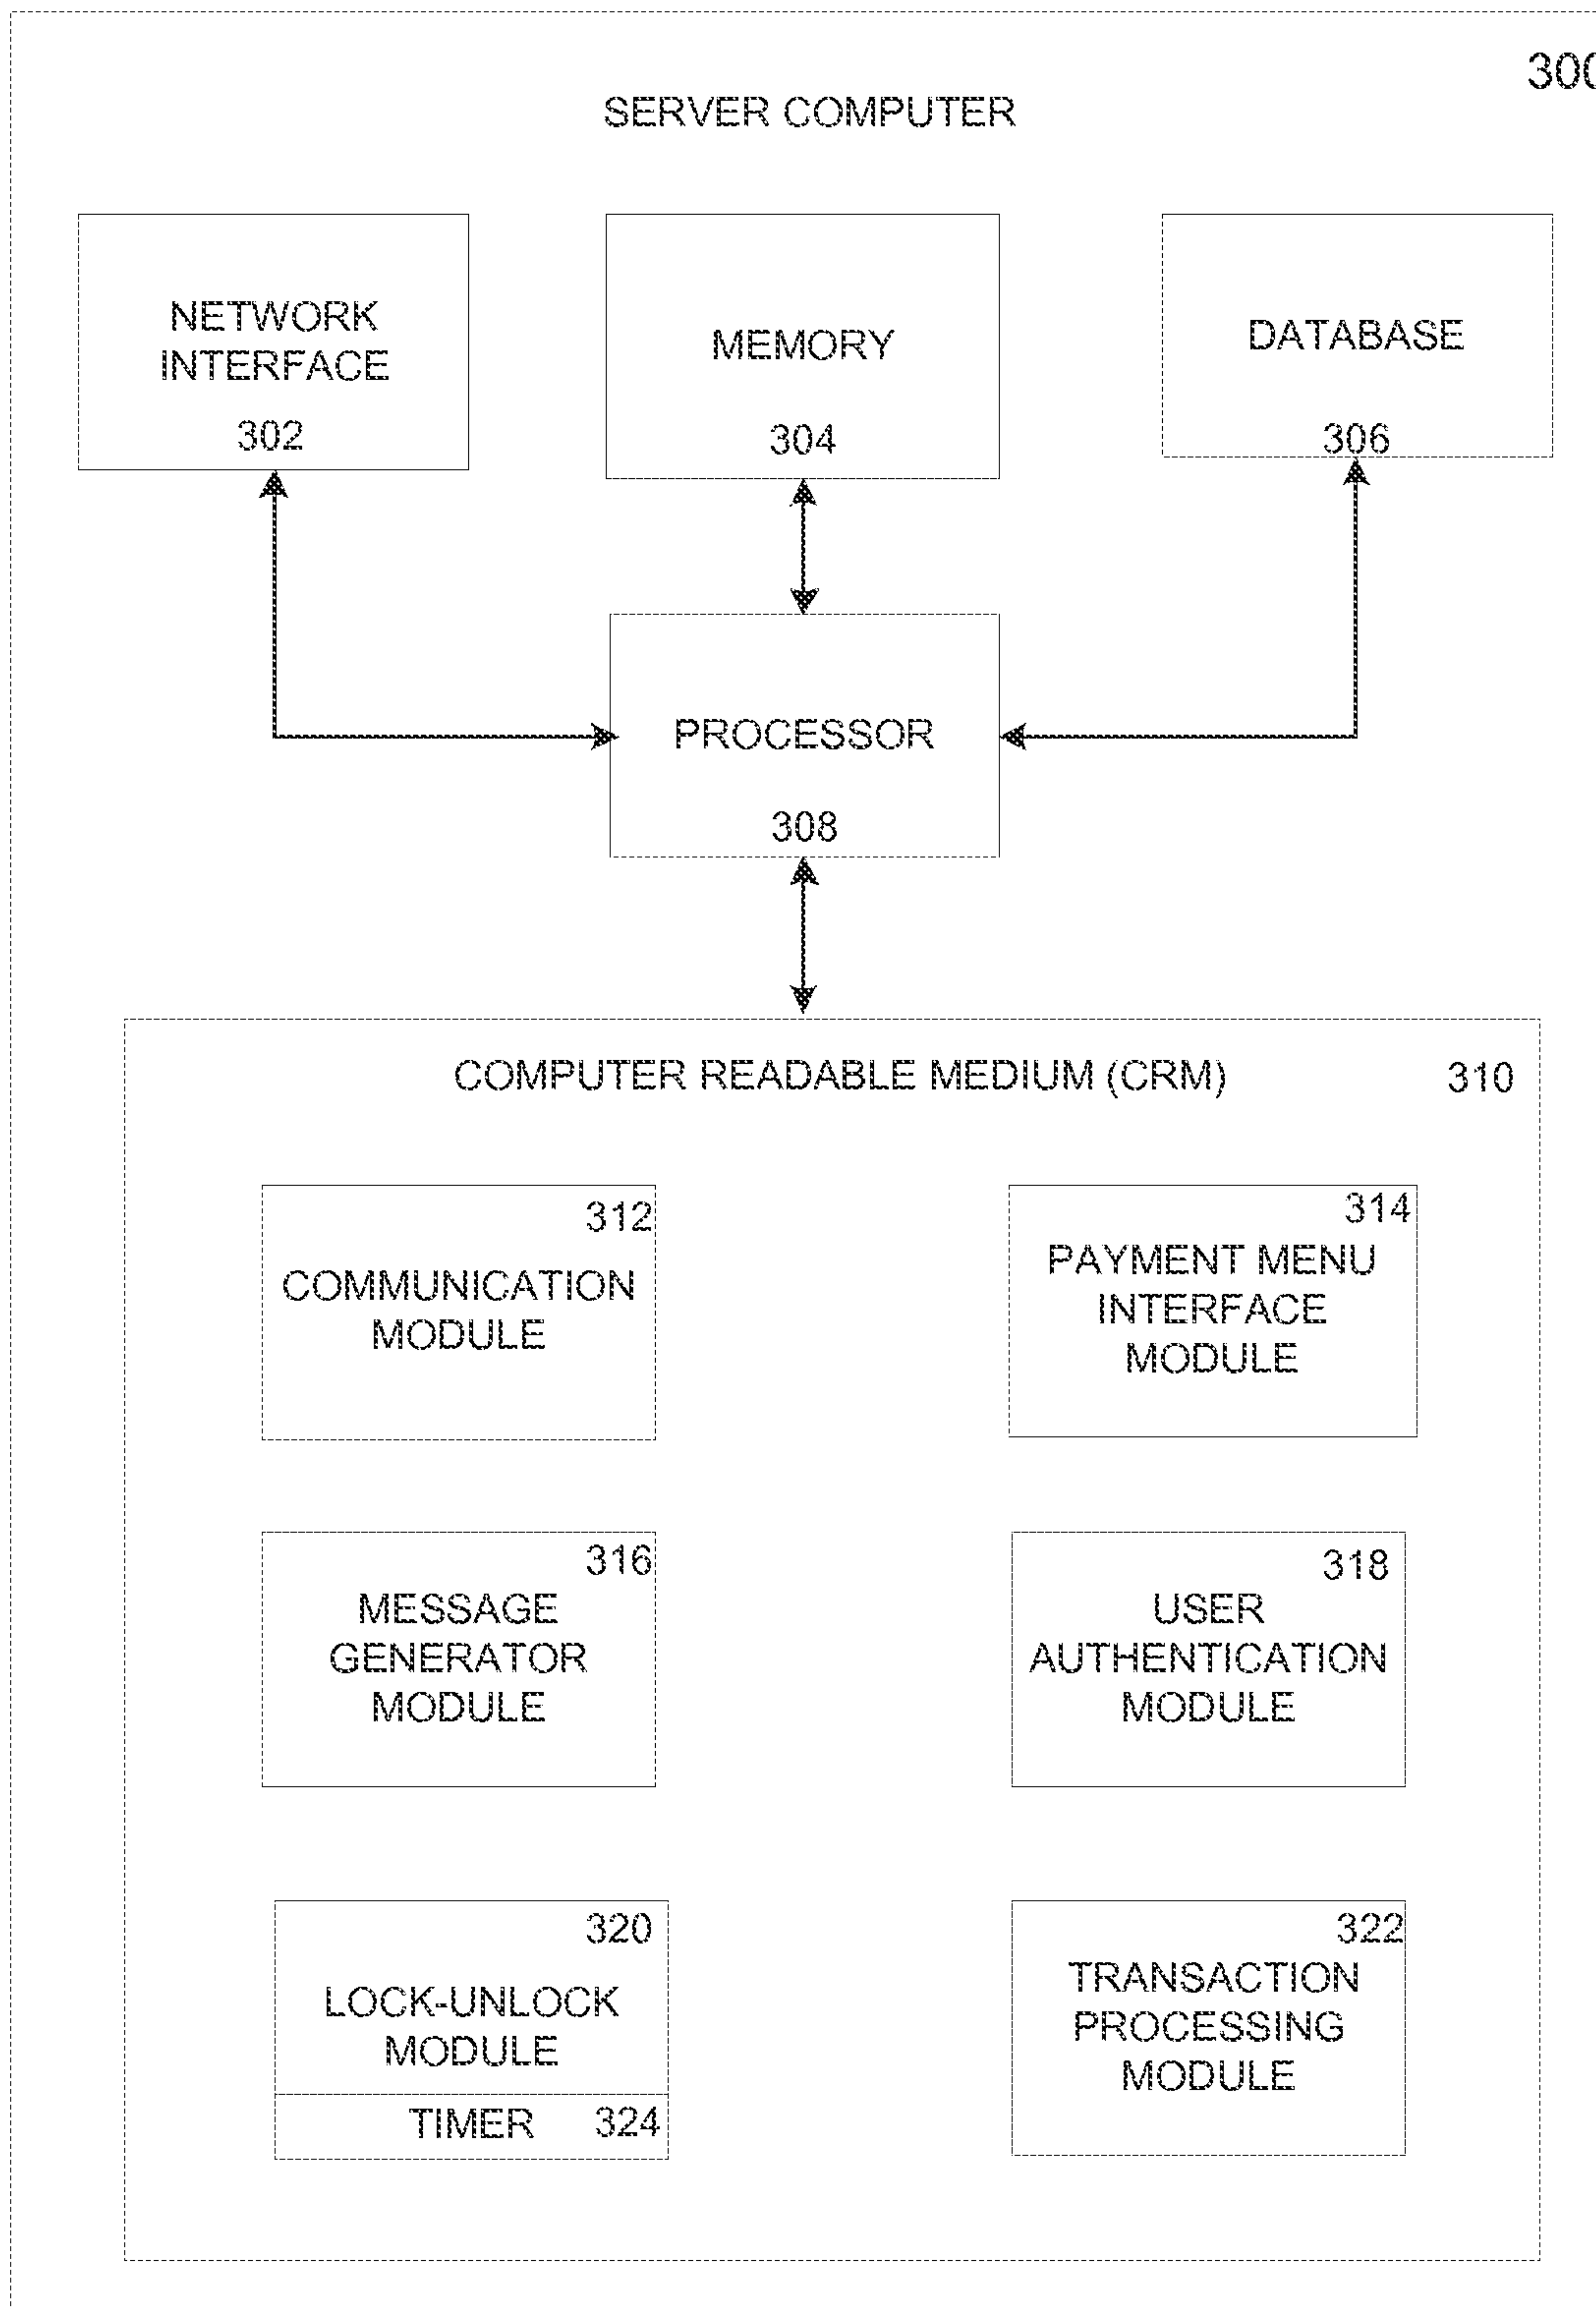 300
SERVER COMPUTER
NETWORK
INTERFACE
302
MEMORY
304
DATABASE
306
PROCESSOR
308
COMPUTER READABLE MEDIUM (CRM)
310
312
COMMUNICATION
MODULE
314
PAYMENT MENU
INTERFACE
MODULE
316
MESSAGE
GENERATOR
MODULE
318
USER
AUTHENTICATION
MODULE
320
LOCK-UNLOCK
MODULE
TIMER 324
322
TRANSACTION
PROCESSING
MODULE